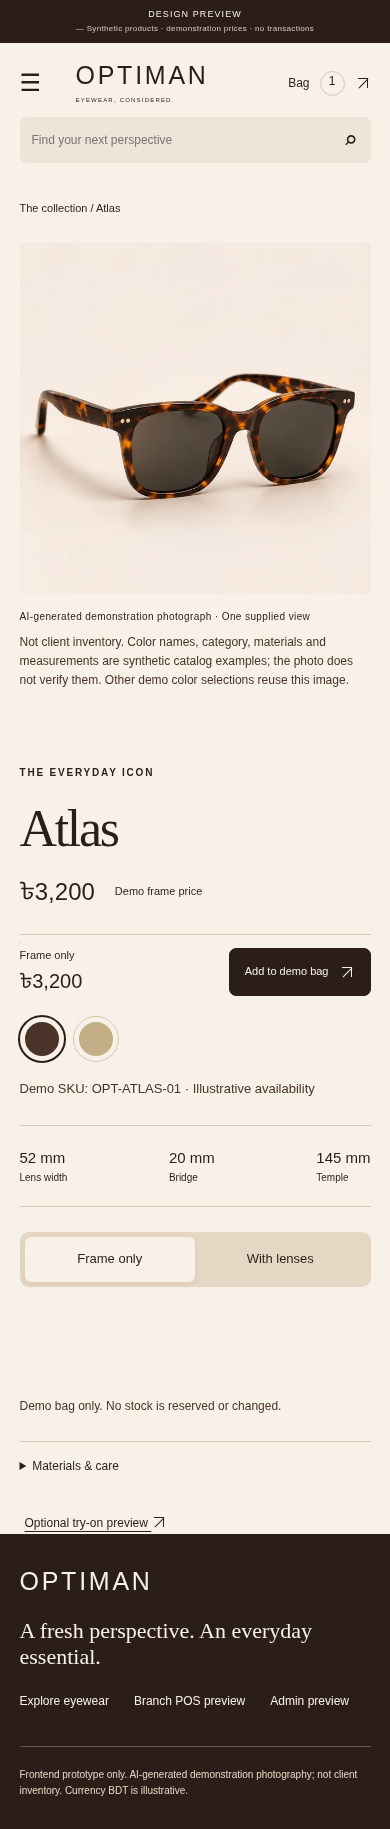 DESIGN PREVIEW
— Synthetic products · demonstration prices · no transactions
OPTIMAN
EYEWEAR, CONSIDERED.
Bag 1
Find your next perspective
The collection / Atlas
AI-generated demonstration photograph · One supplied view
Not client inventory. Color names, category, materials and
measurements are synthetic catalog examples; the photo does
not verify them. Other demo color selections reuse this image.
THE EVERYDAY ICON
Atlas
৳3,200 Demo frame price
Frame only
৳3,200
Add to demo bag
Demo SKU: OPT-ATLAS-01 · Illustrative availability
52 mm 20 mm 145 mm
Lens width Bridge Temple
Frame only With lenses
Demo bag only. No stock is reserved or changed.
Materials & care
Optional try-on preview
OPTIMAN
A fresh perspective. An everyday
essential.
Explore eyewear Branch POS preview Admin preview
Frontend prototype only. AI-generated demonstration photography; not client
inventory. Currency BDT is illustrative.